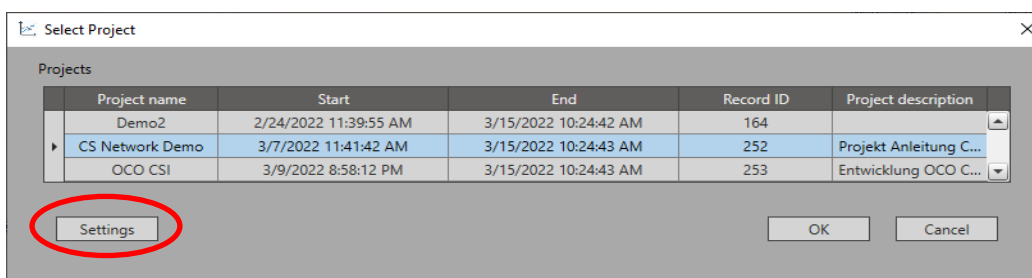 Select Project
Projects
Project name Start End Record ID Project description
Demo2 2/24/2022 11:39:55 AM 3/15/2022 10:24:42 AM 164
CS Network Demo 3/7/2022 11:41:42 AM 3/15/2022 10:24:43 AM 252 Projekt Anleitung C...
OCO CSI 3/9/2022 8:58:12 PM 3/15/2022 10:24:43 AM 253 Entwicklung OCO C...
Settings OK Cancel